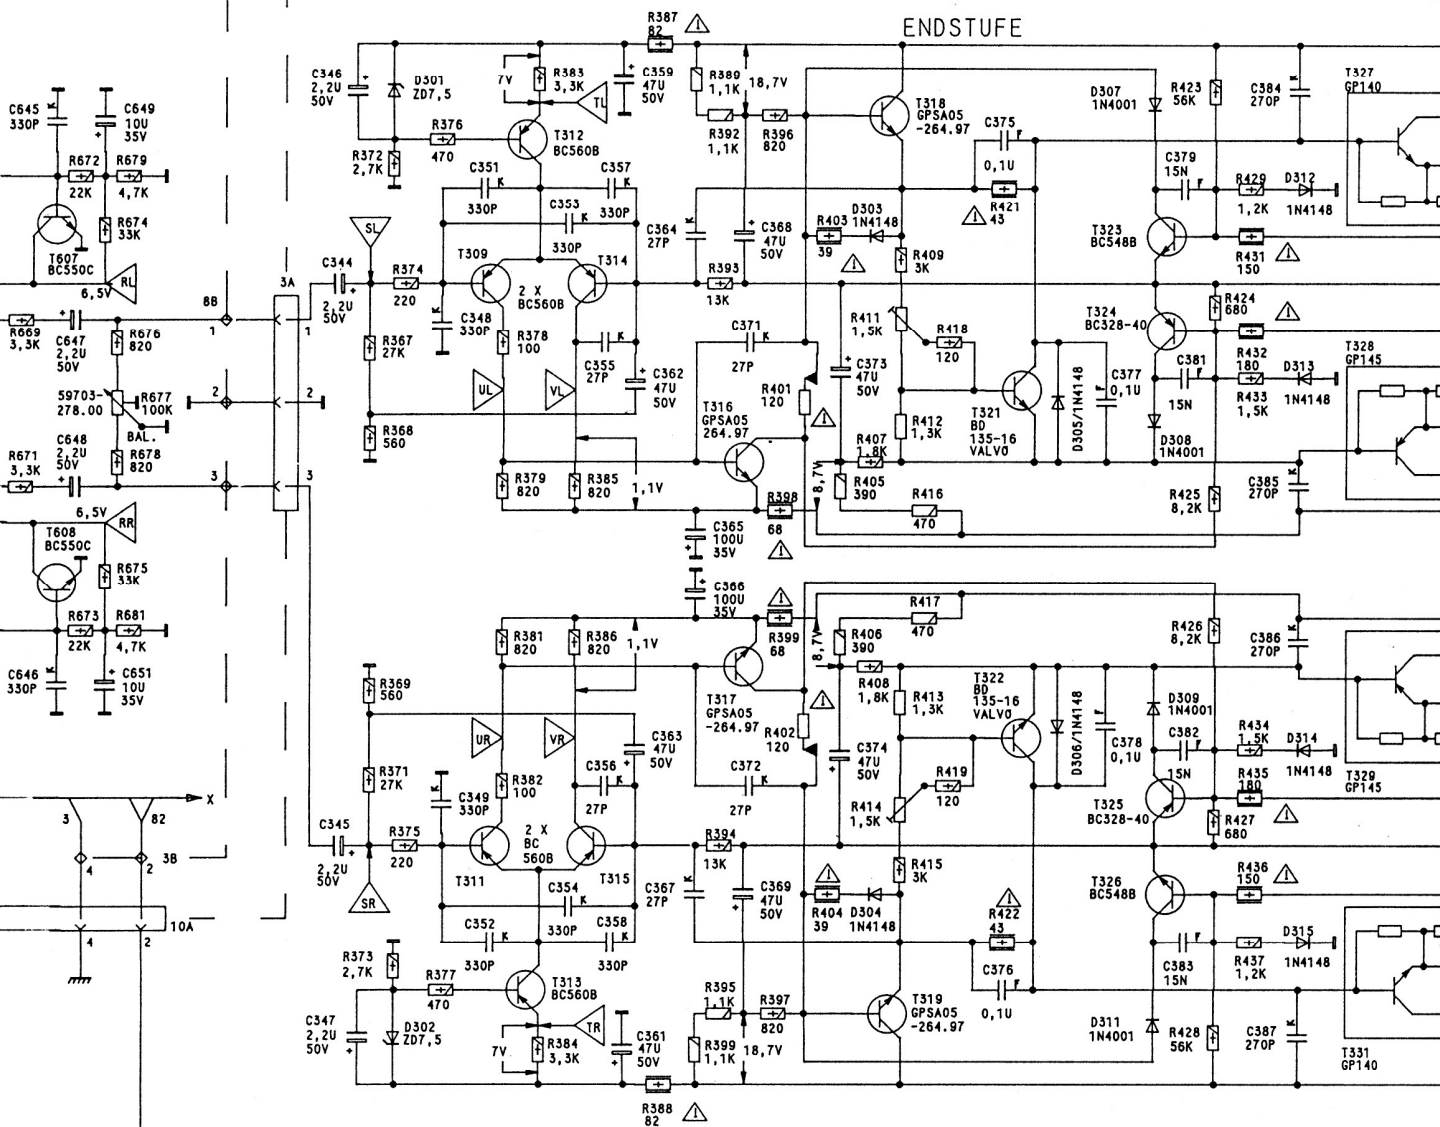 ENDSTUFE
R387
82
C346
2,2U
50V
D301
ZD7,5
7V
R383
3,3K
TL
C359
47U
50V
R389
1,1K
18,7V
R392
1,1K
R396
820
T318
GPSA05
-264.97
C375
0,1U
D307
1N4001
R423
56K
C384
270P
T327
GP140
C645
330P
C649
10U
35V
R376
470
T312
BC560B
R372
2,7K
R672
22K
R679
4,7K
C351
330P
C357
330P
C353
330P
C379
15N
R429
1,2K
D312
1N4148
R421
43
R674
33K
T607
BC550C
SL
C364
27P
C368
47U
50V
R403
39
D303
1N4148
T323
BC548B
R431
150
RL
6,5V
C344
2,2U
50V
R374
220
T309
T314
2 X
BC560B
R393
13K
R409
3K
8B
3A
1
1
R669
3,3K
C647
2,2U
50V
R676
820
C348
330P
R378
100
C371
27P
R411
1,5K
R418
120
T324
BC328-40
R424
680
R367
27K
C355
27P
C362
47U
50V
C373
47U
50V
C377
0,1U
C381
15N
R432
180
R433
1,5K
D313
1N4148
T328
GP145
59703-
278.00
R677
100K
BAL.
2
2
UL
VL
R401
120
T321
BD
135-16
VALVO
D305/1N4148
T316
GPSA05
264.97
R412
1,3K
D308
1N4001
R368
560
C648
2,2U
50V
R678
820
R671
3,3K
3
3
R379
820
R385
820
1,1V
R398
68
8,7V
R407
1,8K
R405
390
R416
470
R425
8,2K
C385
270P
6,5V
RR
T608
BC550C
C365
100U
35V
R675
33K
C366
100U
35V
R673
22K
R681
4,7K
C646
330P
C651
10U
35V
R381
820
R386
820
1,1V
R399
68
8,7V
R406
390
R417
470
R426
8,2K
C386
270P
R369
560
T317
GPSA05
-264.97
R408
1,8K
R413
1,3K
T322
BD
135-16
VALVO
D306/1N4148
D309
1N4001
UR
VR
C363
47U
50V
R402
120
C374
47U
50V
C378
0,1U
C382
15N
R434
1,5K
D314
1N4148
R371
27K
R382
100
C356
27P
C372
27P
R419
120
R435
180
T329
GP145
X
3
82
C349
330P
R414
1,5K
T325
BC328-40
R427
680
C345
2,2U
50V
R375
220
2 X
BC
560B
R394
13K
3B
4
2
T311
T315
R415
3K
SR
C354
330P
C367
27P
C369
47U
50V
R404
39
D304
1N4148
R422
43
T326
BC548B
R436
150
10A
4
2
C352
330P
C358
330P
R373
2,7K
C376
0,1U
C383
15N
R437
1,2K
D315
1N4148
R377
470
T313
BC560B
R395
1,1K
R397
820
T319
GPSA05
-264.97
C347
2,2U
50V
D302
ZD7,5
7V
TR
R384
3,3K
C361
47U
50V
R399
1,1K
18,7V
D311
1N4001
R428
56K
C387
270P
T331
GP140
R388
82